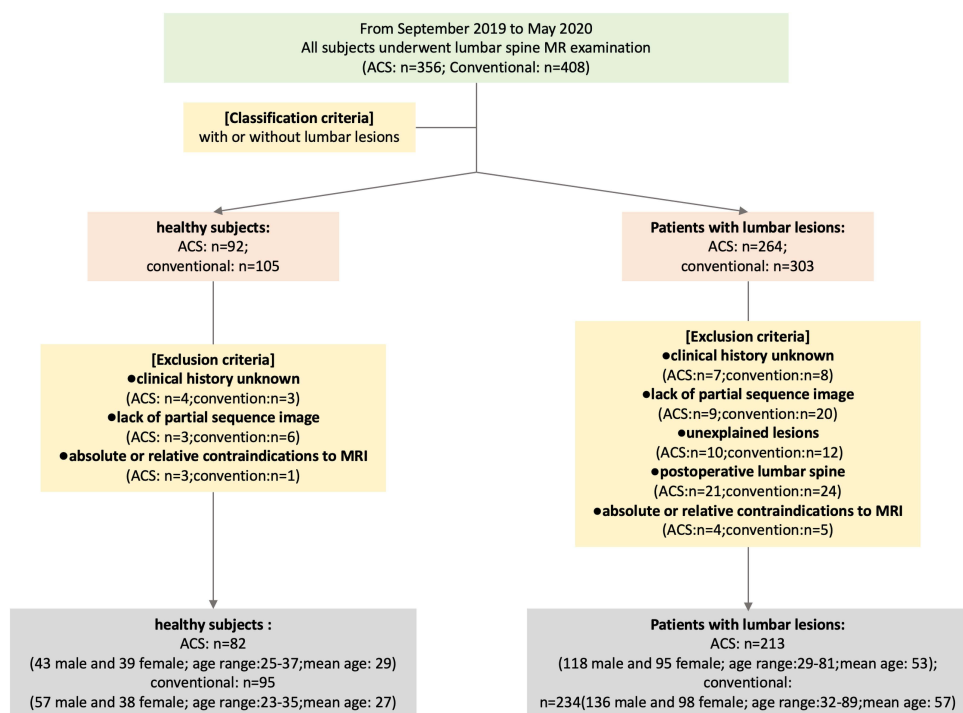 From September 2019 to May 2020
All subjects underwent lumbar spine MR examination
(ACS: n=356; Conventional: n=408)
[Classification criteria]
with or without lumbar lesions
healthy subjects:
ACS: n=92;
conventional: n=105
Patients with lumbar lesions:
ACS: n=264;
conventional: n=303
[Exclusion criteria]
●clinical history unknown
(ACS: n=4;convention:n=3)
●lack of partial sequence image
(ACS: n=3;convention:n=6)
●absolute or relative contraindications to MRI
(ACS: n=3;convention:n=1)
[Exclusion criteria]
●clinical history unknown
(ACS:n=7;convention:n=8)
●lack of partial sequence image
(ACS:n=9;convention:n=20)
●unexplained lesions
(ACS:n=10;convention:n=12)
●postoperative lumbar spine
(ACS:n=21;convention:n=24)
●absolute or relative contraindications to MRI
(ACS:n=4;convention:n=5)
healthy subjects :
ACS: n=82
(43 male and 39 female; age range:25-37;mean age: 29)
conventional: n=95
(57 male and 38 female; age range:23-35;mean age: 27)
Patients with lumbar lesions:
ACS: n=213
(118 male and 95 female; age range:29-81;mean age: 53);
conventional:
n=234(136 male and 98 female; age range:32-89;mean age: 57)